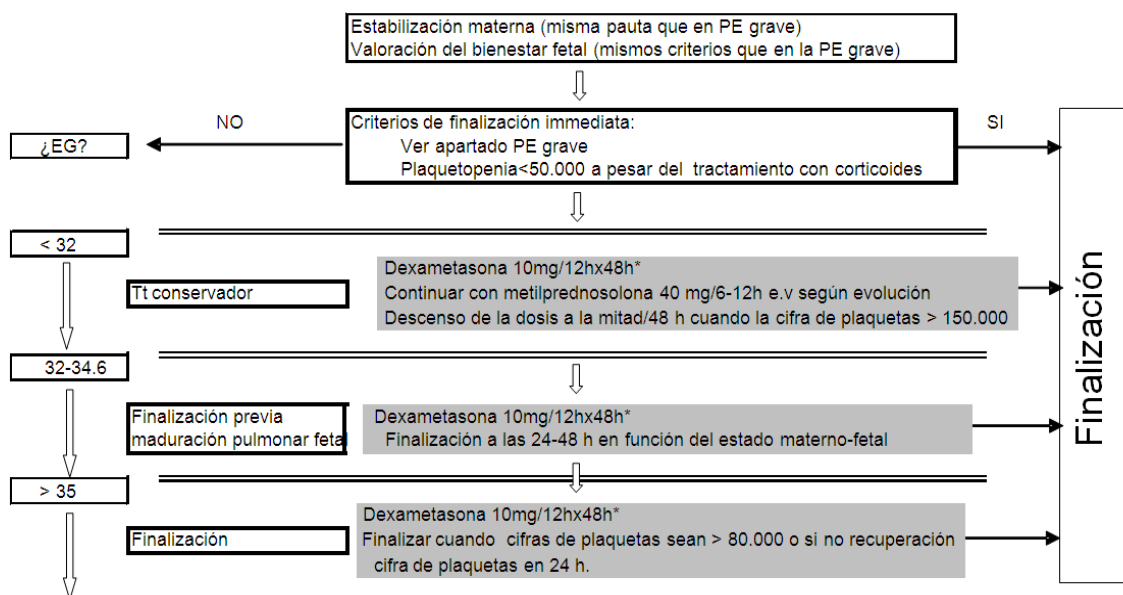 Estabilización materna (misma pauta que en PE grave)
Valoración del bienestar fetal (mismos criterios que en la PE grave)
NO
SI
¿EG?
Criterios de finalización immediata:
Ver apartado PE grave
Plaquetopenia<50.000 a pesar del tractamiento con corticoides
< 32
Tt conservador
Dexametasona 10mg/12hx48h*
Continuar con metilprednosolona 40 mg/6-12h e.v según evolución
Descenso de la dosis a la mitad/48 h cuando la cifra de plaquetas > 150.000
32-34.6
Finalización previa
maduración pulmonar fetal
Dexametasona 10mg/12hx48h*
Finalización a las 24-48 h en función del estado materno-fetal
> 35
Finalización
Dexametasona 10mg/12hx48h*
Finalizar cuando cifras de plaquetas sean > 80.000 o si no recuperación
cifra de plaquetas en 24 h.
Finalización